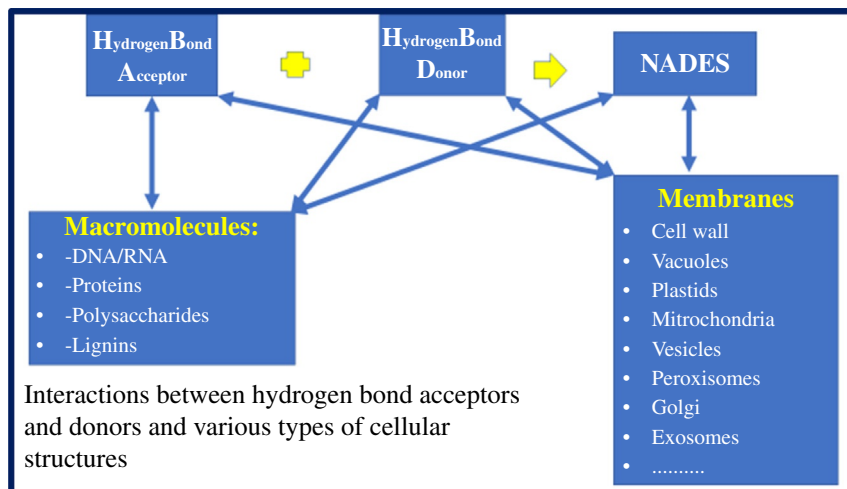 HydrogenBond
Acceptor
HydrogenBond
Donor
NADES
Macromolecules:
• -DNA/RNA
• -Proteins
• -Polysaccharides
• -Lignins
Membranes
• Cell wall
• Vacuoles
• Plastids
• Mitrochondria
• Vesicles
• Peroxisomes
• Golgi
• Exosomes
• ..........
Interactions between hydrogen bond acceptors
and donors and various types of cellular
structures